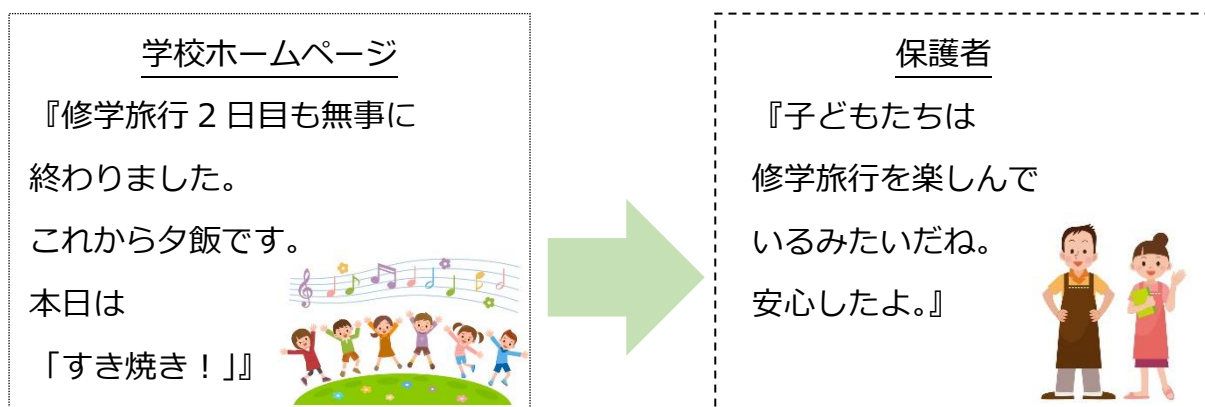 学校ホームページ
『修学旅行2日目も無事に
終わりました。
これから夕飯です。
本日は
「すき焼き！」』
保護者
『子どもたちは
修学旅行を楽しんで
いるみたいだね。
安心したよ。』